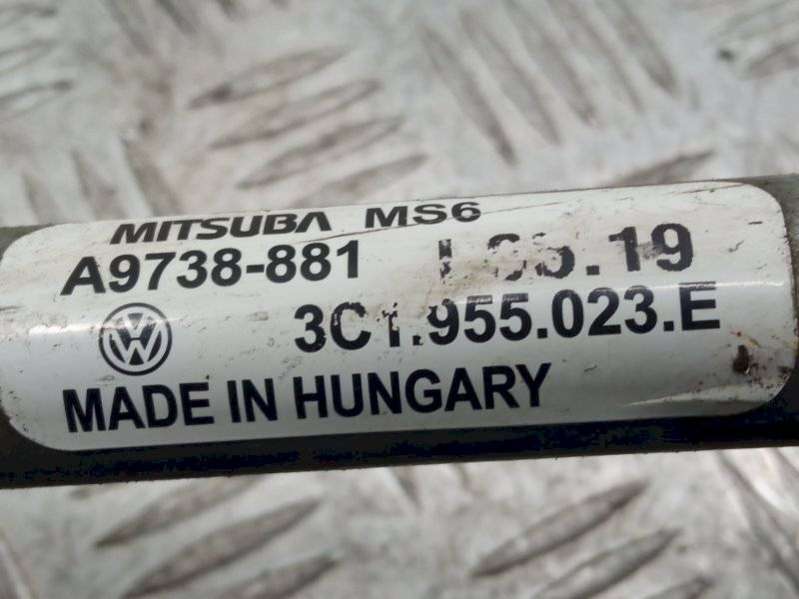 MITSUBA MS6
A9738-881
3C1.955.023.E
MADE IN HUNGARY